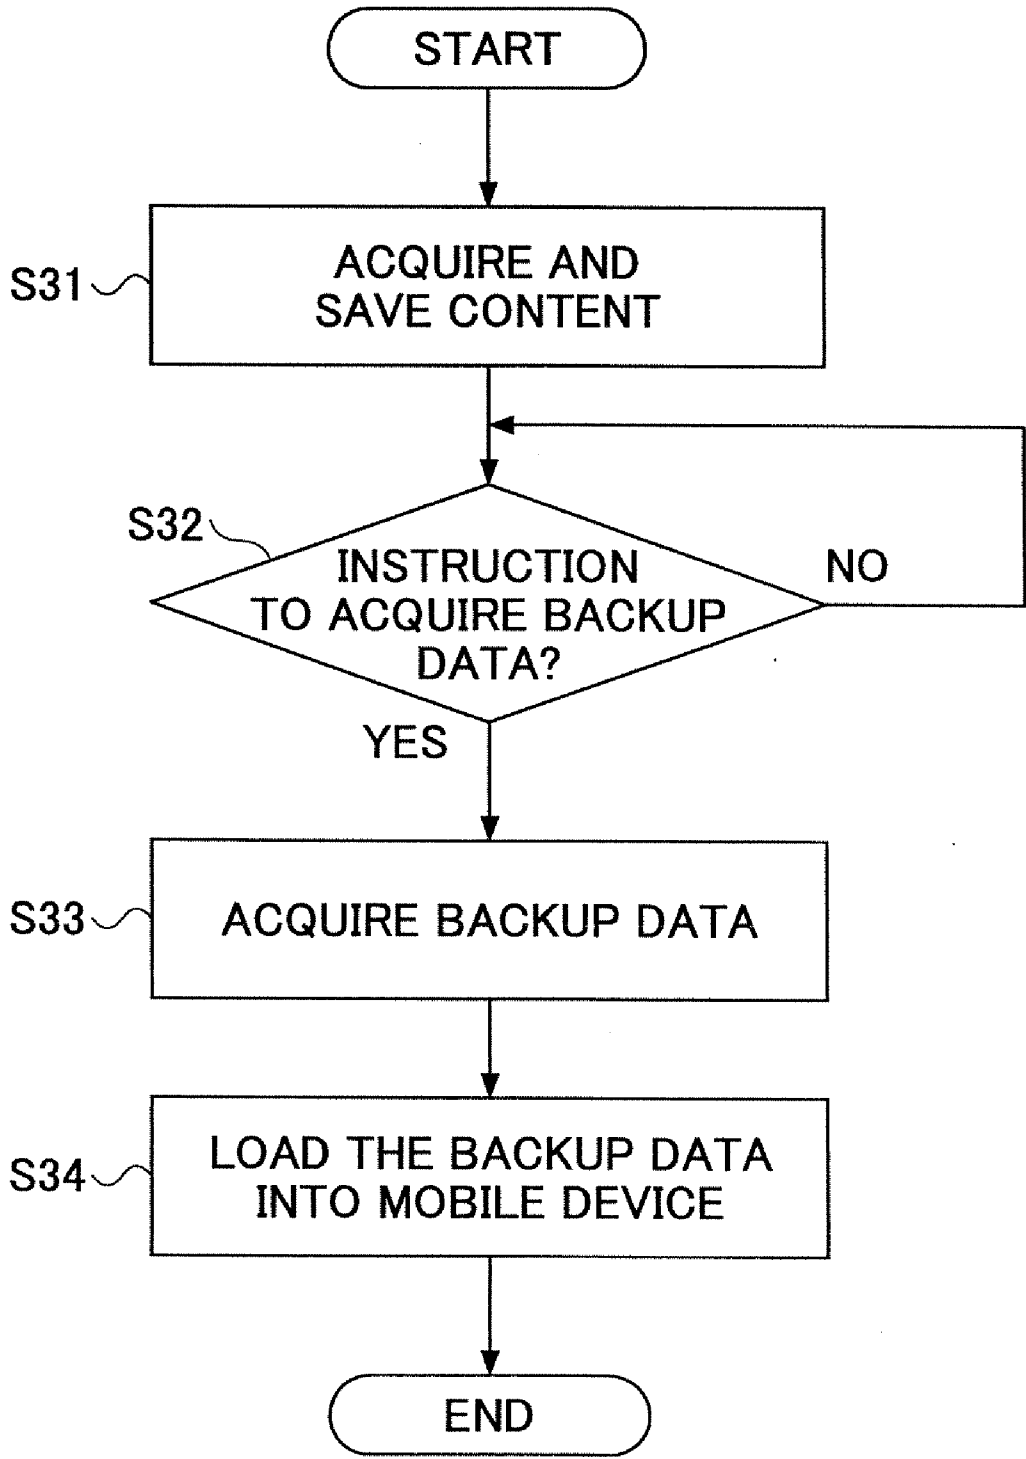 START
S31
ACQUIRE AND
SAVE CONTENT
S32
INSTRUCTION
TO ACQUIRE BACKUP
DATA?
NO
YES
S33
ACQUIRE BACKUP DATA
S34
LOAD THE BACKUP DATA
INTO MOBILE DEVICE
END